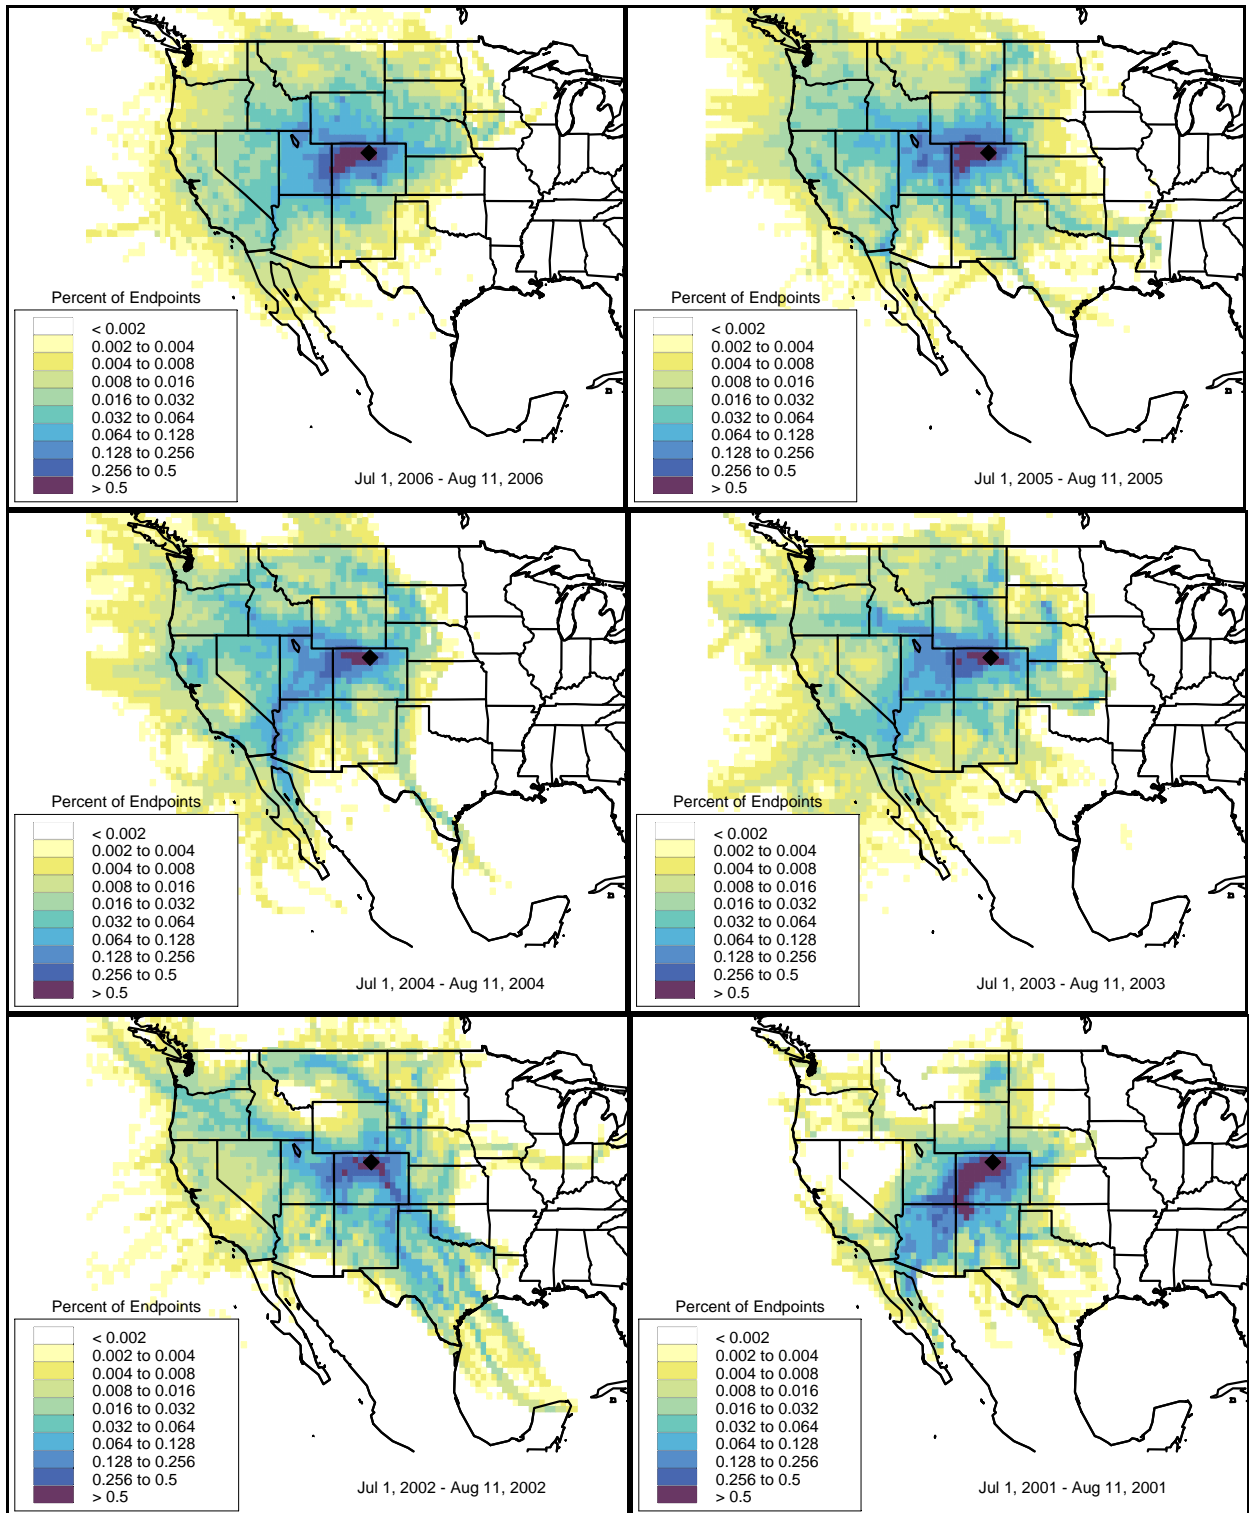 Percent of Endpoints
< 0.002
0.002 to 0.004
0.004 to 0.008
0.008 to 0.016
0.016 to 0.032
0.032 to 0.064
0.064 to 0.128
0.128 to 0.256
0.256 to 0.5
> 0.5
Jul 1, 2006 - Aug 11, 2006
Percent of Endpoints
< 0.002
0.002 to 0.004
0.004 to 0.008
0.008 to 0.016
0.016 to 0.032
0.032 to 0.064
0.064 to 0.128
0.128 to 0.256
0.256 to 0.5
> 0.5
Jul 1, 2005 - Aug 11, 2005
Percent of Endpoints
< 0.002
0.002 to 0.004
0.004 to 0.008
0.008 to 0.016
0.016 to 0.032
0.032 to 0.064
0.064 to 0.128
0.128 to 0.256
0.256 to 0.5
> 0.5
Jul 1, 2004 - Aug 11, 2004
Percent of Endpoints
< 0.002
0.002 to 0.004
0.004 to 0.008
0.008 to 0.016
0.016 to 0.032
0.032 to 0.064
0.064 to 0.128
0.128 to 0.256
0.256 to 0.5
> 0.5
Jul 1, 2003 - Aug 11, 2003
Percent of Endpoints
< 0.002
0.002 to 0.004
0.004 to 0.008
0.008 to 0.016
0.016 to 0.032
0.032 to 0.064
0.064 to 0.128
0.128 to 0.256
0.256 to 0.5
> 0.5
Jul 1, 2002 - Aug 11, 2002
Percent of Endpoints
< 0.002
0.002 to 0.004
0.004 to 0.008
0.008 to 0.016
0.016 to 0.032
0.032 to 0.064
0.064 to 0.128
0.128 to 0.256
0.256 to 0.5
> 0.5
Jul 1, 2001 - Aug 11, 2001